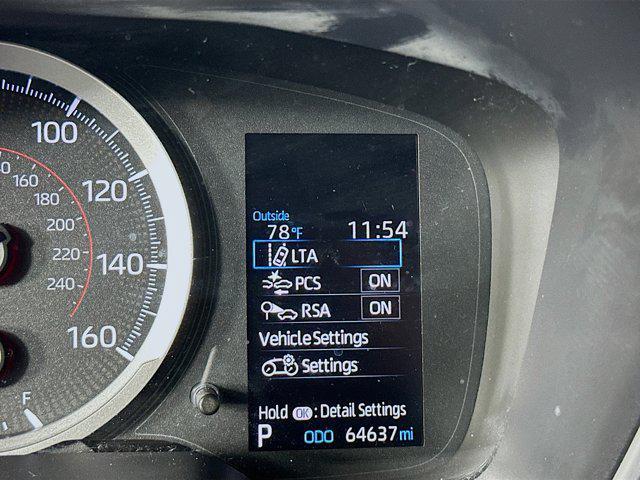 100
120
140
160
160
180
200
220
240
F
Outside
78°F 11:54
LTA
PCS ON
RSA ON
Vehicle Settings
Settings
Hold OK : Detail Settings
P ODO 64637 mi